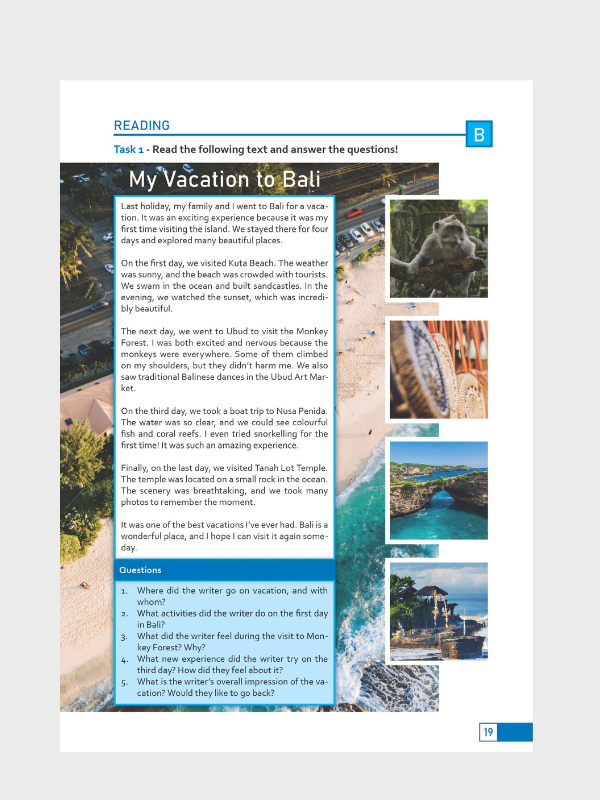 READING
B
Task 1 - Read the following text and answer the questions!
My Vacation to Bali
Last holiday, my family and I went to Bali for a vaca-
tion. It was an exciting experience because it was my
first time visiting the island. We stayed there for four
days and explored many beautiful places.
On the first day, we visited Kuta Beach. The weather
was sunny, and the beach was crowded with tourists.
We swam in the ocean and built sandcastles. In the
evening, we watched the sunset, which was incredi-
bly beautiful.
The next day, we went to Ubud to visit the Monkey
Forest. I was both excited and nervous because the
monkeys were everywhere. Some of them climbed
on my shoulders, but they didn't harm me. We also
saw traditional Balinese dances in the Ubud Art Mar-
ket.
On the third day, we took a boat trip to Nusa Penida.
The water was so clear, and we could see colourful
fish and coral reefs. I even tried snorkelling for the
first time! It was such an amazing experience.
Finally, on the last day, we visited Tanah Lot Temple.
The temple was located on a small rock in the ocean.
The scenery was breathtaking, and we took many
photos to remember the moment.
It was one of the best vacations I've ever had. Bali is a
wonderful place, and I hope I can visit it again some-
day.
Questions
1. Where did the writer go on vacation, and with
whom?
2. What activities did the writer do on the first day
in Bali?
3. What did the writer feel during the visit to Mon-
key Forest? Why?
4. What new experience did the writer try on the
third day? How did they feel about it?
5. What is the writer's overall impression of the va-
cation? Would they like to go back?
19